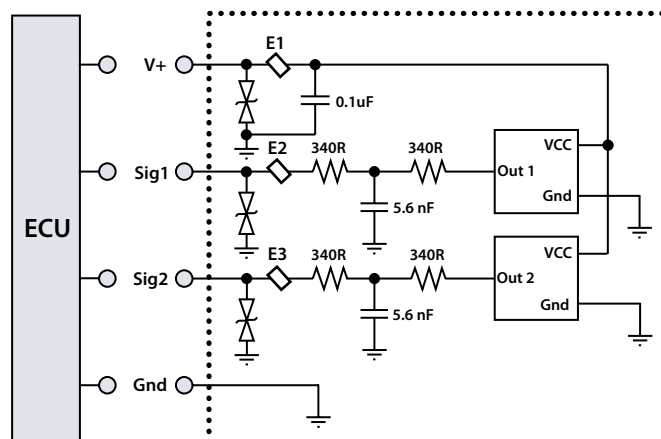 E1
V+
0.1uF
VCC
E2
340R
340R
Sig1
Out 1
Gnd
5.6 nF
ECU
E3
340R
340R
VCC
Sig2
Out 2
Gnd
5.6 nF
Gnd